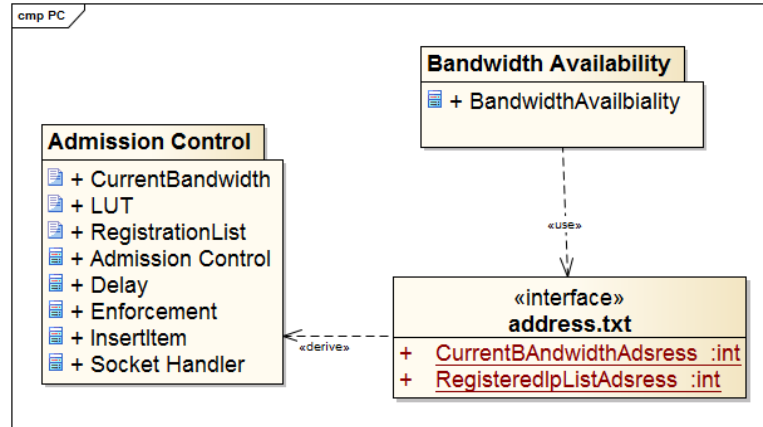 cmp PC
Bandwidth Availability
+ BandwidthAvailbiality
Admission Control
+ CurrentBandwidth
+ LUT
+ RegistrationList
+ Admission Control
+ Delay
+ Enforcement
+ InsertItem
+ Socket Handler
«use»
«derive»
«interface»
address.txt
+ CurrentBAndwidthAdsress :int
+ RegisteredIpListAdsress :int